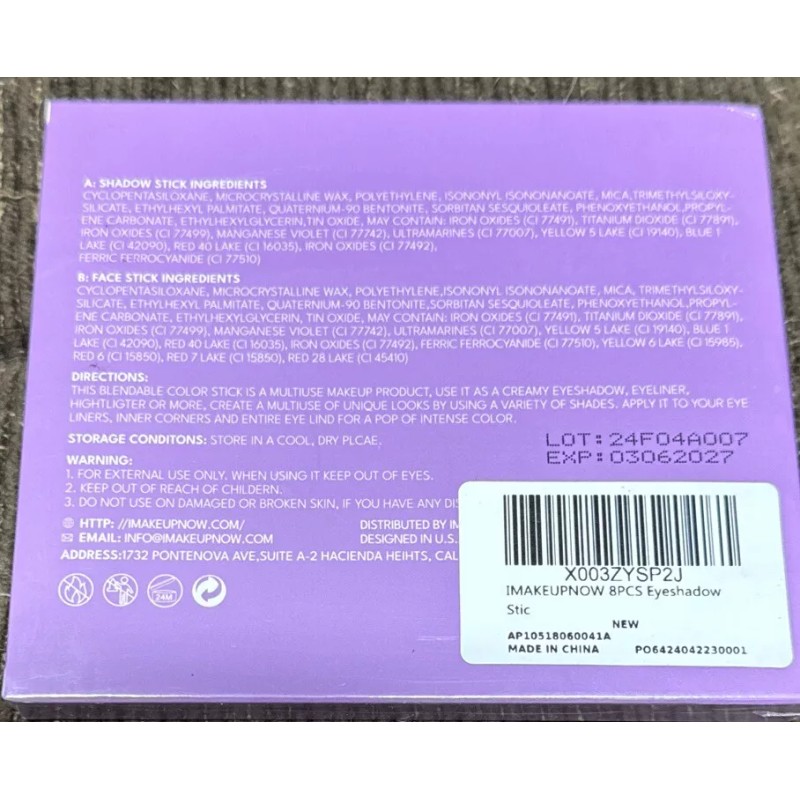 A: SHADOW STICK INGREDIENTS
CYCLOPENTASILOXANE, MICROCRYSTALLINE WAX, POLYETHYLENE, ISONONYL ISONONANOATE, MICA,TRIMETHYLSILOXY-
SILICATE, ETHYLHEXYL PALMITATE, QUATERNIUM-90 BENTONITE, SORBITAN SESQUIOLEATE, PHENOXYETHANOL,PROPYL-
ENE CARBONATE, ETHYLHEXYLGLYCERIN,TIN OXIDE, MAY CONTAIN: IRON OXIDES (CI 77491), TITANIUM DIOXIDE (CI 77891),
IRON OXIDES (CI 77499), MANGANESE VIOLET (CI 77742), ULTRAMARINES (CI 77007), YELLOW 5 LAKE (CI 19140), BLUE 1
LAKE (CI 42090), RED 40 LAKE (CI 16035), IRON OXIDES (CI 77492),
FERRIC FERROCYANIDE (CI 77510)
B: FACE STICK INGREDIENTS
CYCLOPENTASILOXANE, MICROCRYSTALLINE WAX, POLYETHYLENE,ISONONYL ISONONANOATE, MICA, TRIMETHYLSILOXY-
SILICATE, ETHYLHEXYL PALMITATE, QUATERNIUM-90 BENTONITE,SORBITAN SESQUIOLEATE, PHENOXYETHANOL,PROPYL-
ENE CARBONATE, ETHYLHEXYLGLYCERIN, TIN OXIDE, MAY CONTAIN: IRON OXIDES (CI 77491), TITANIUM DIOXIDE (CI 77891),
IRON OXIDES (CI 77499), MANGANESE VIOLET (CI 77742), ULTRAMARINES (CI 77007), YELLOW 5 LAKE (CI 19140), BLUE 1
LAKE (CI 42090), RED 40 LAKE (CI 16035), IRON OXIDES (CI 77492), FERRIC FERROCYANIDE (CI 77510), YELLOW 6 LAKE (CI 15985),
RED 6 (CI 15850), RED 7 LAKE (CI 15850), RED 28 LAKE (CI 45410)
DIRECTIONS:
THIS BLENDABLE COLOR STICK IS A MULTIUSE MAKEUP PRODUCT, USE IT AS A CREAMY EYESHADOW, EYELINER,
HIGHTLIGTER OR MORE, CREATE A MULTIUSE OF UNIQUE LOOKS BY USING A VARIETY OF SHADES. APPLY IT TO YOUR EYE
LINERS, INNER CORNERS AND ENTIRE EYE LIND FOR A POP OF INTENSE COLOR.
STORAGE CONDITONS: STORE IN A COOL, DRY PLCAE.
LOT:24F04A007
EXP:03062027
WARNING:
1. FOR EXTERNAL USE ONLY. WHEN USING IT KEEP OUT OF EYES.
2. KEEP OUT OF REACH OF CHILDERN.
3. DO NOT USE ON DAMAGED OR BROKEN SKIN, IF YOU HAVE ANY DIS
HTTP: //IMAKEUPNOW.COM/ DISTRIBUTED BY IM
EMAIL: INFO@IMAKEUPNOW.COM DESIGNED IN U.S.
ADDRESS:1732 PONTENOVA AVE,SUITE A-2 HACIENDA HEIHTS, CAL
24M
X003ZYSP2J
IMAKEUPNOW 8PCS Eyeshadow
Stic
NEW
AP10518060041A
MADE IN CHINA PO6424042230001